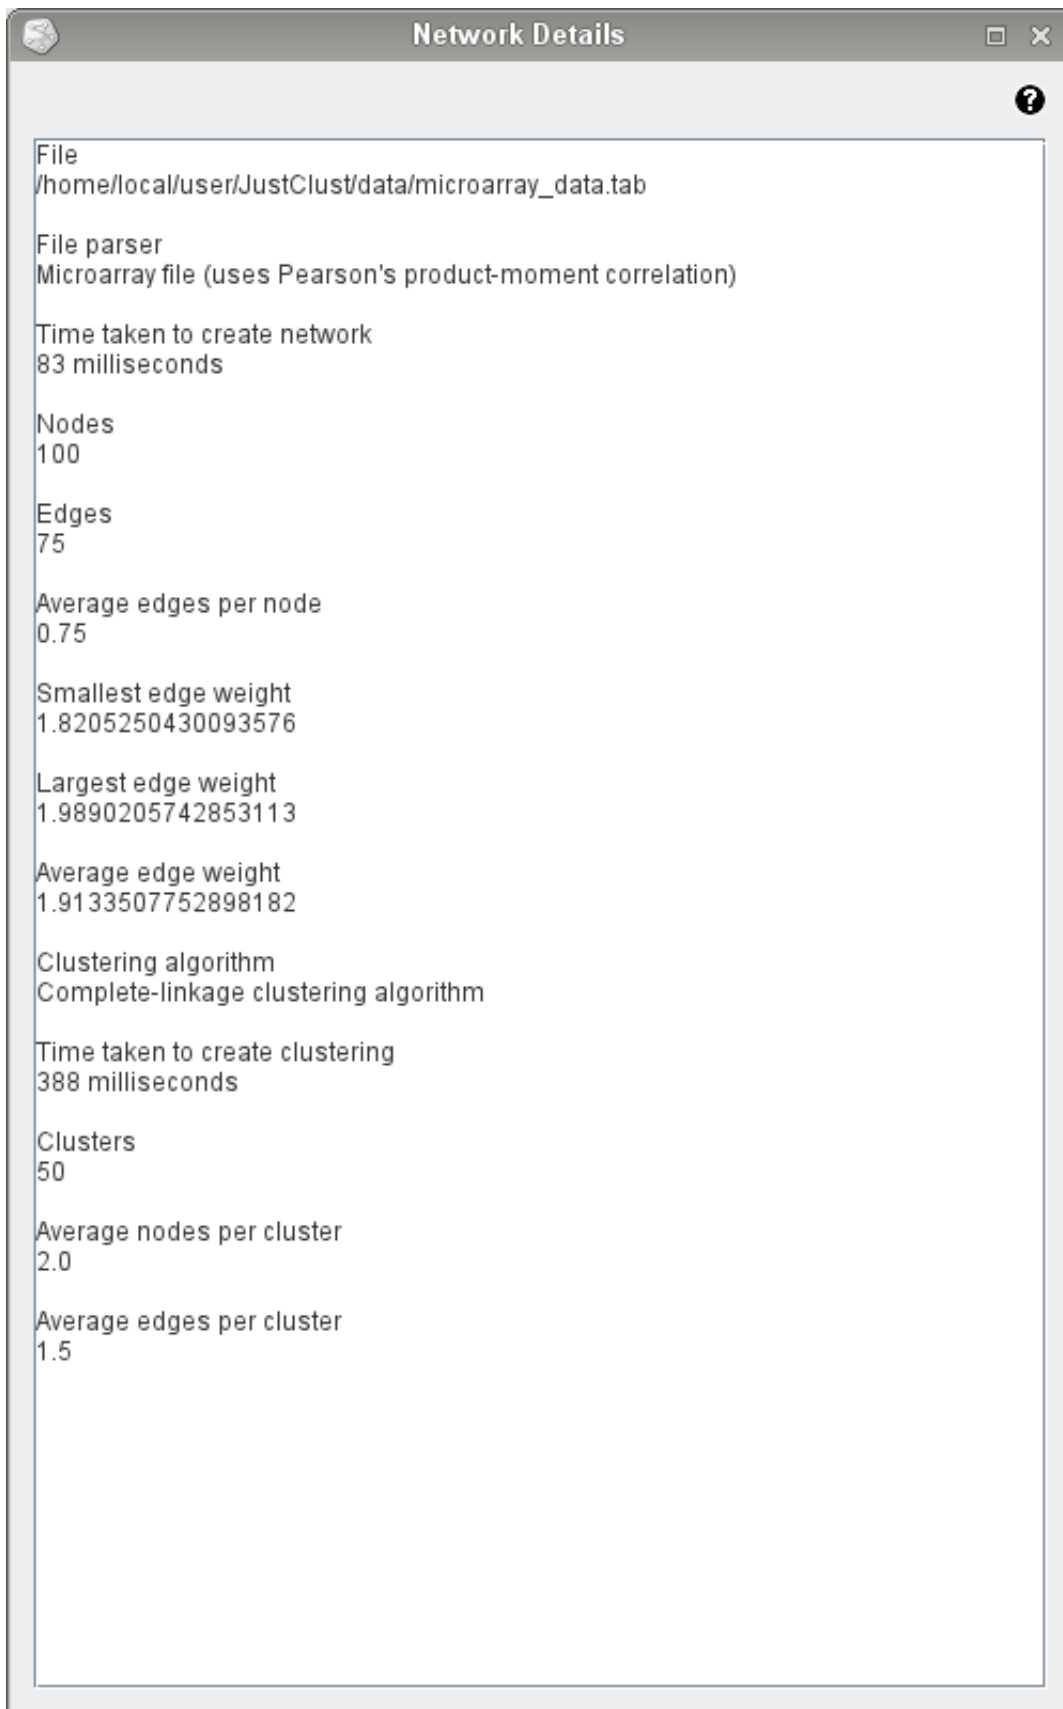 Network Details
File
/home/local/user/JustClust/data/microarray_data.tab
File parser
Microarray file (uses Pearson's product-moment correlation)
Time taken to create network
83 milliseconds
Nodes
100
Edges
75
Average edges per node
0.75
Smallest edge weight
1.8205250430093576
Largest edge weight
1.9890205742853113
Average edge weight
1.9133507752898182
Clustering algorithm
Complete-linkage clustering algorithm
Time taken to create clustering
388 milliseconds
Clusters
50
Average nodes per cluster
2.0
Average edges per cluster
1.5